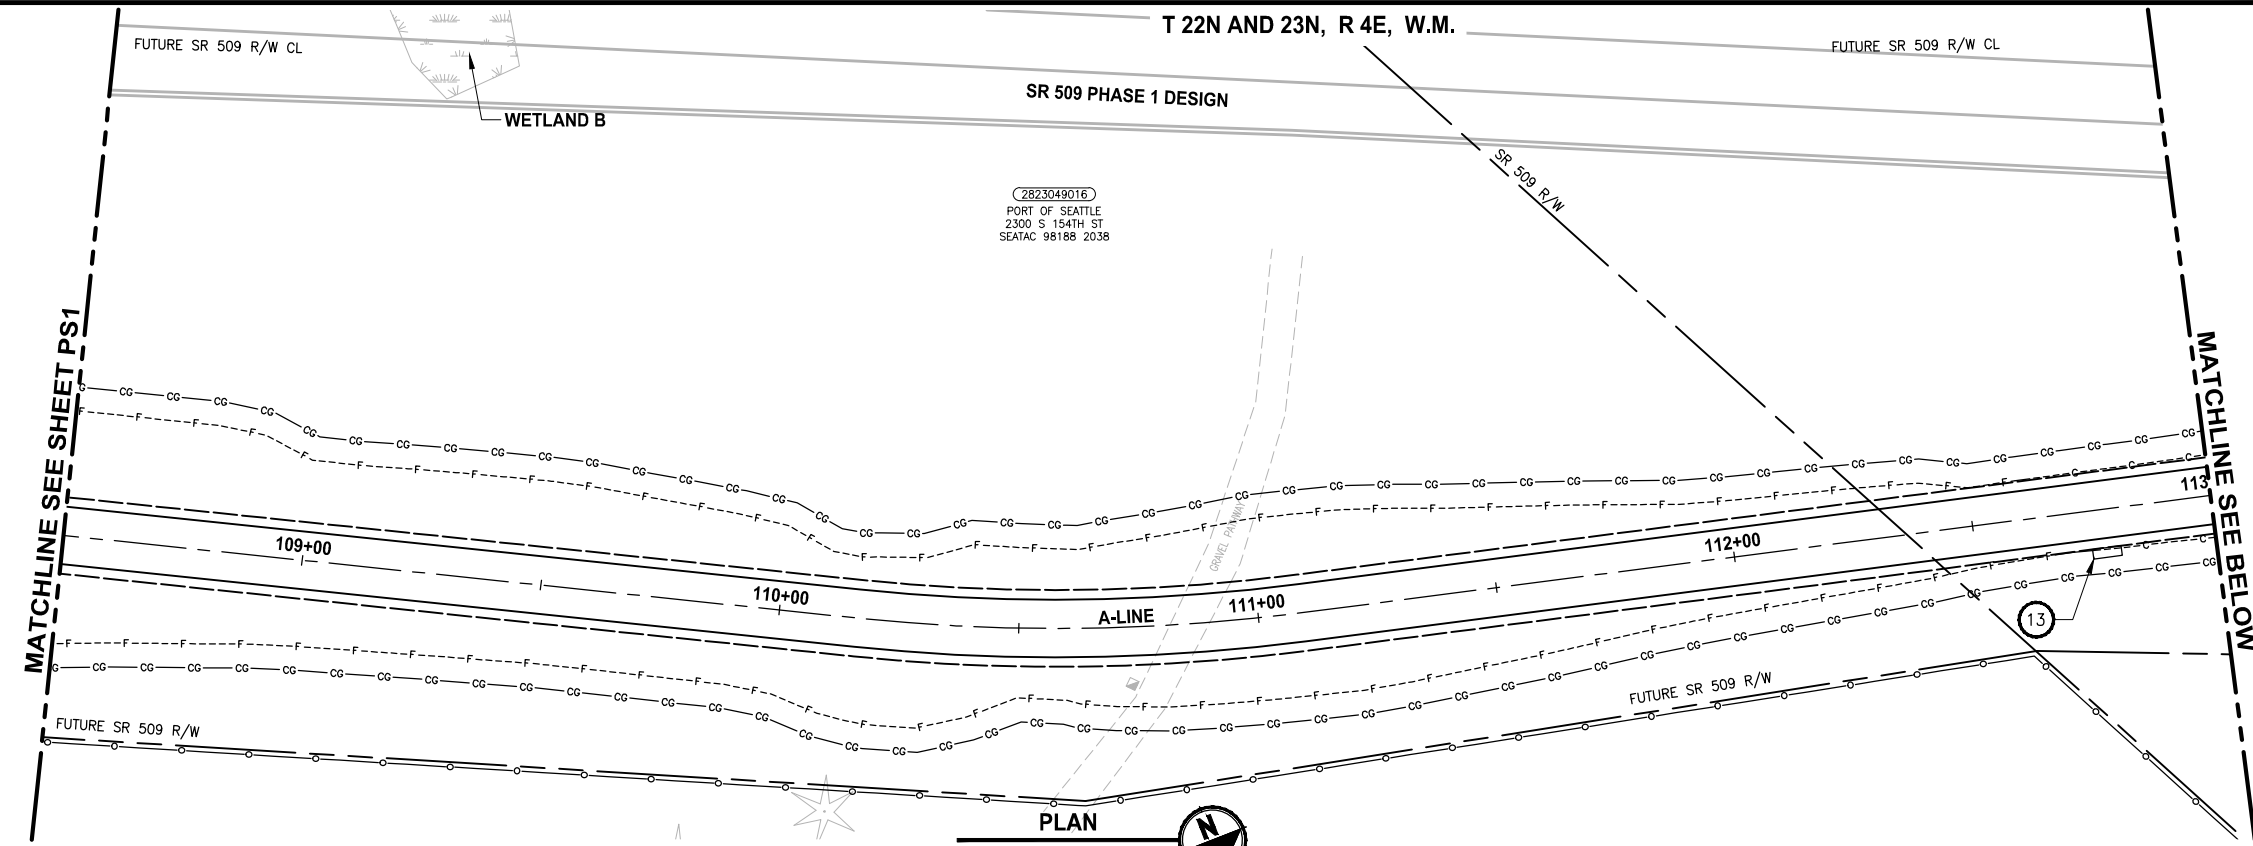 T 22N AND 23N, R 4E, W.M.
FUTURE SR 509 R/W CL
FUTURE SR 509 R/W CL
SR 509 PHASE 1 DESIGN
WETLAND B
SR 509 R/W
2823049016
PORT OF SEATTLE
2300 S 154TH ST
SEATAC 98188 2038
MATCHLINE SEE SHEET PS1
MATCHLINE SEE BELOW
GRAVEL PATHWAY
109+00
110+00
A-LINE
111+00
112+00
113
13
FUTURE SR 509 R/W
FUTURE SR 509 R/W
PLAN
N